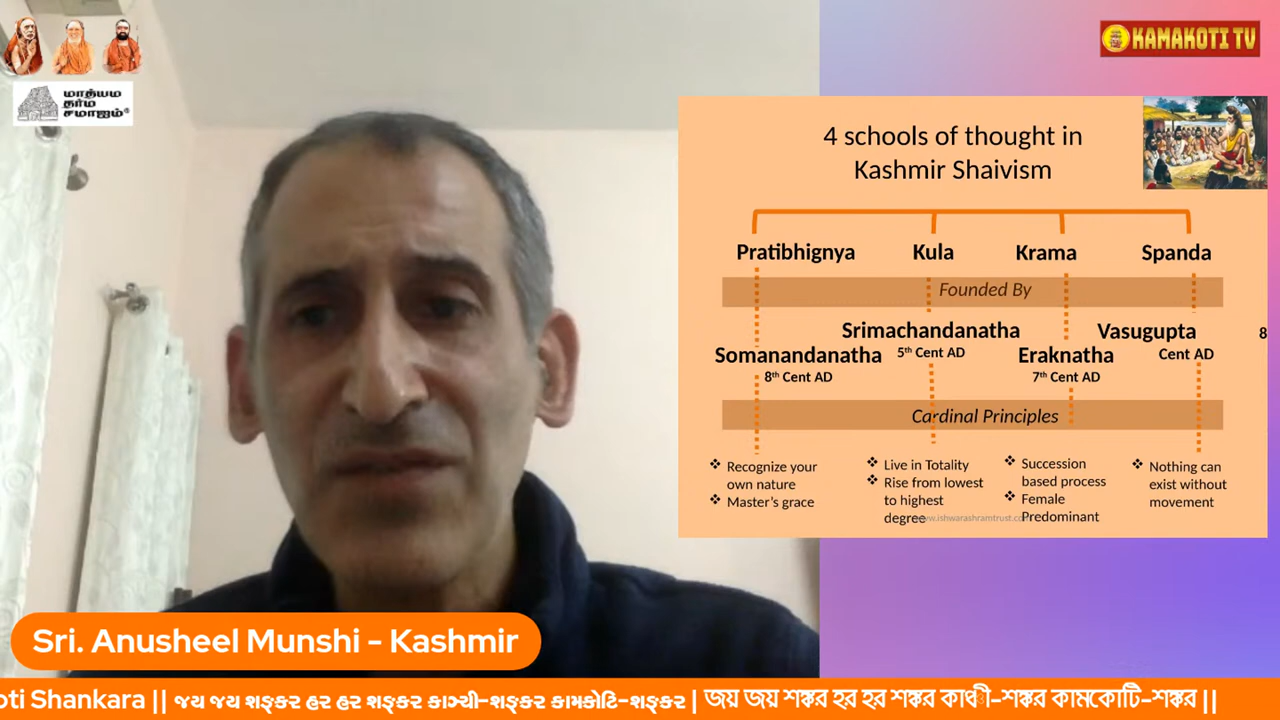 KAMAKOTI TV
மாத்யம
தர்ம
சமாஜம்®
4 schools of thought in
Kashmir Shaivism
Pratibhignya Kula Krama Spanda
Founded By
Somanandanatha
8th Cent AD
Srimachandanatha
5th Cent AD
Eraknatha
7th Cent AD
Vasugupta 8
Cent AD
Cardinal Principles
❖ Recognize your
own nature
❖ Master's grace
❖ Live in Totality
❖ Rise from lowest
to highest
degree
❖ Succession
based process
❖ Female
Predominant
❖ Nothing can
exist without
movement
www.ishwarashramtrust.com
Sri. Anusheel Munshi - Kashmir
oti Shankara || જય જય શઙ્કર હર હર શઙ્કર કાઞ્ચી-શઙ્કર કામકોટિ-શઙ્કર | জয় জয় শঙ্কর হর হর শঙ্কর কাঞ্চী-শঙ্কর কামকোটি-শঙ্কর ||